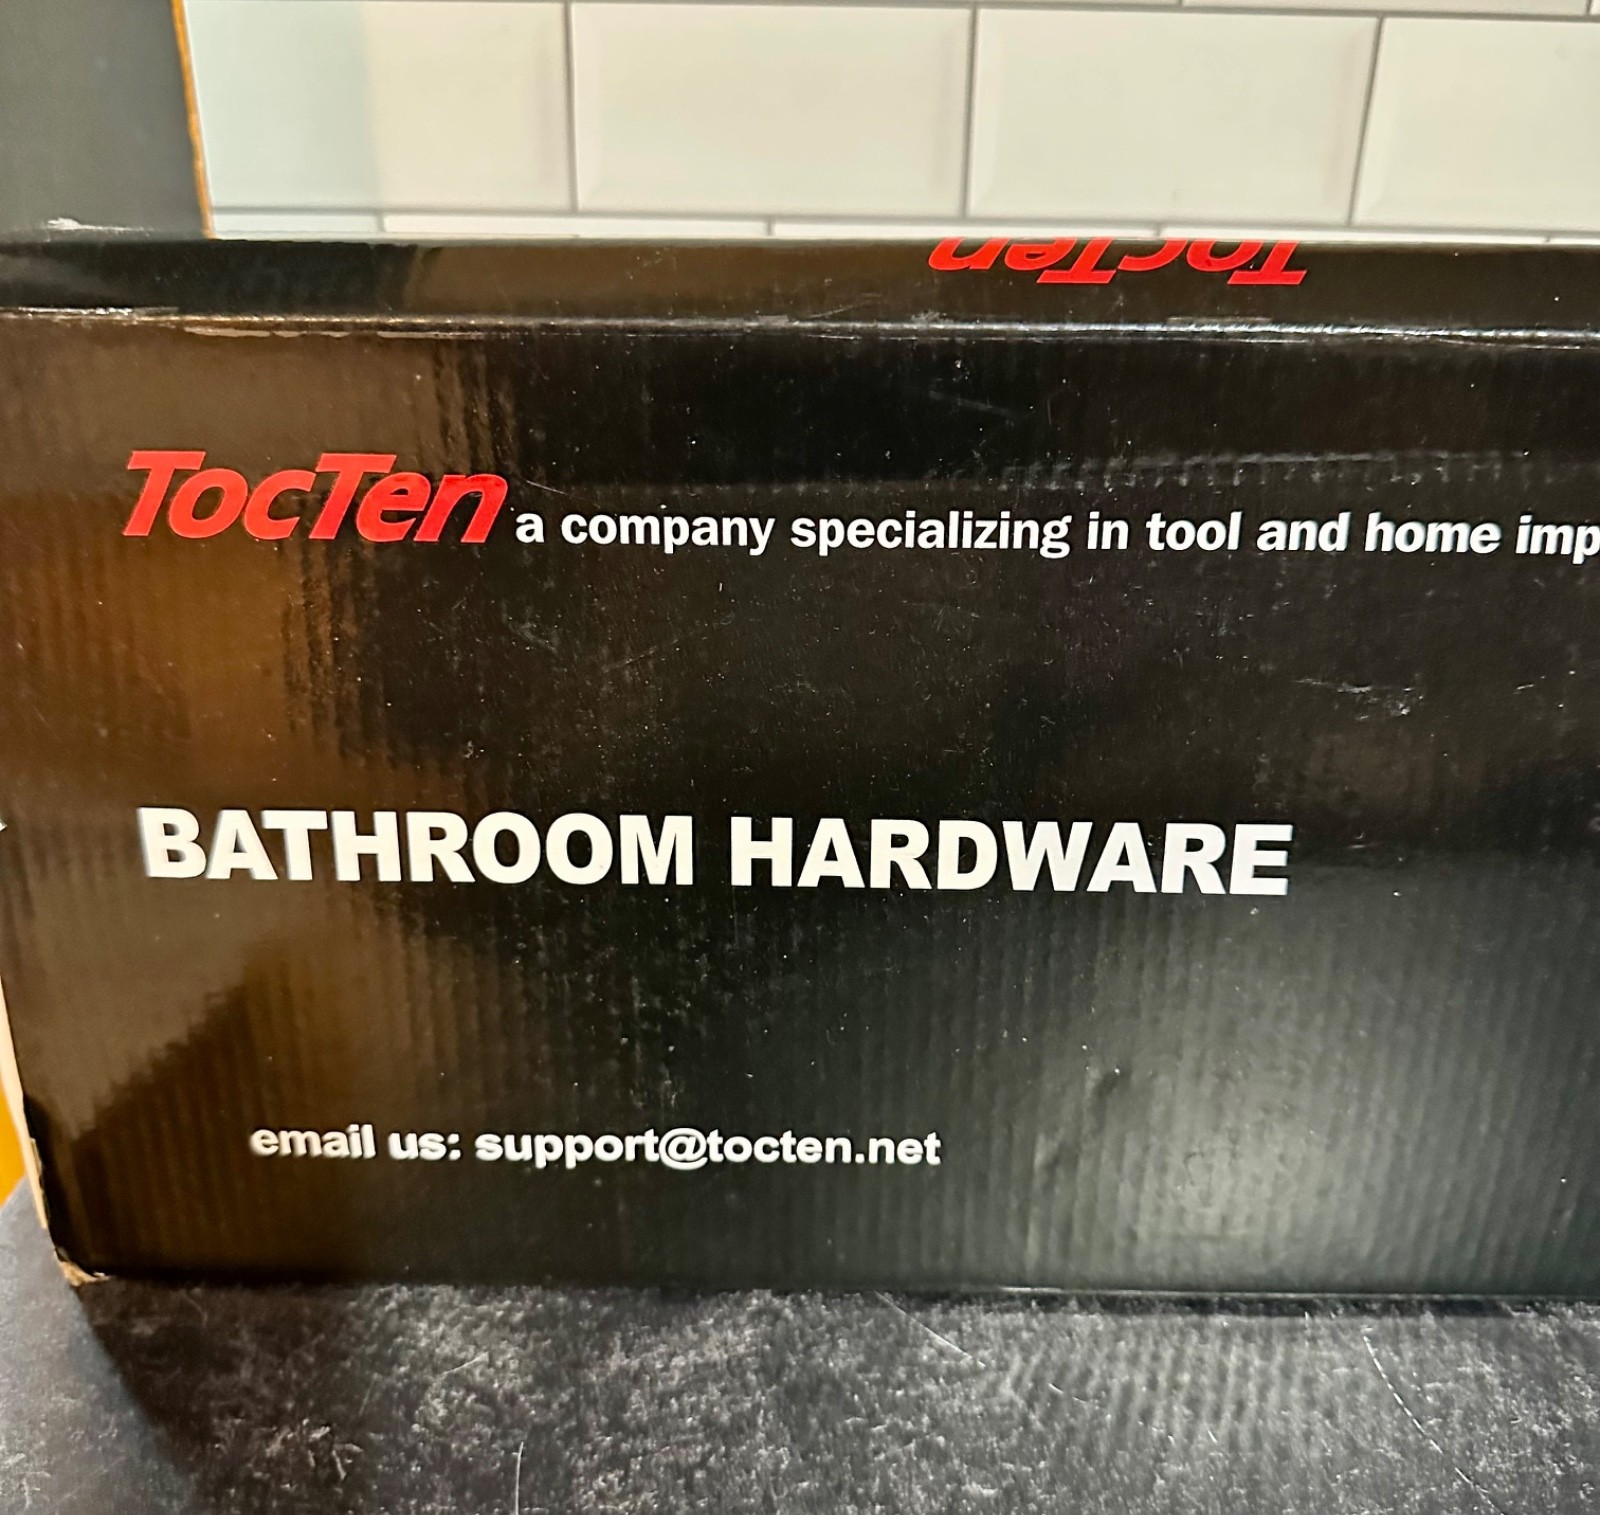 TocTen
TocTen a company specializing in tool and home imp
BATHROOM HARDWARE
email us: support@tocten.net